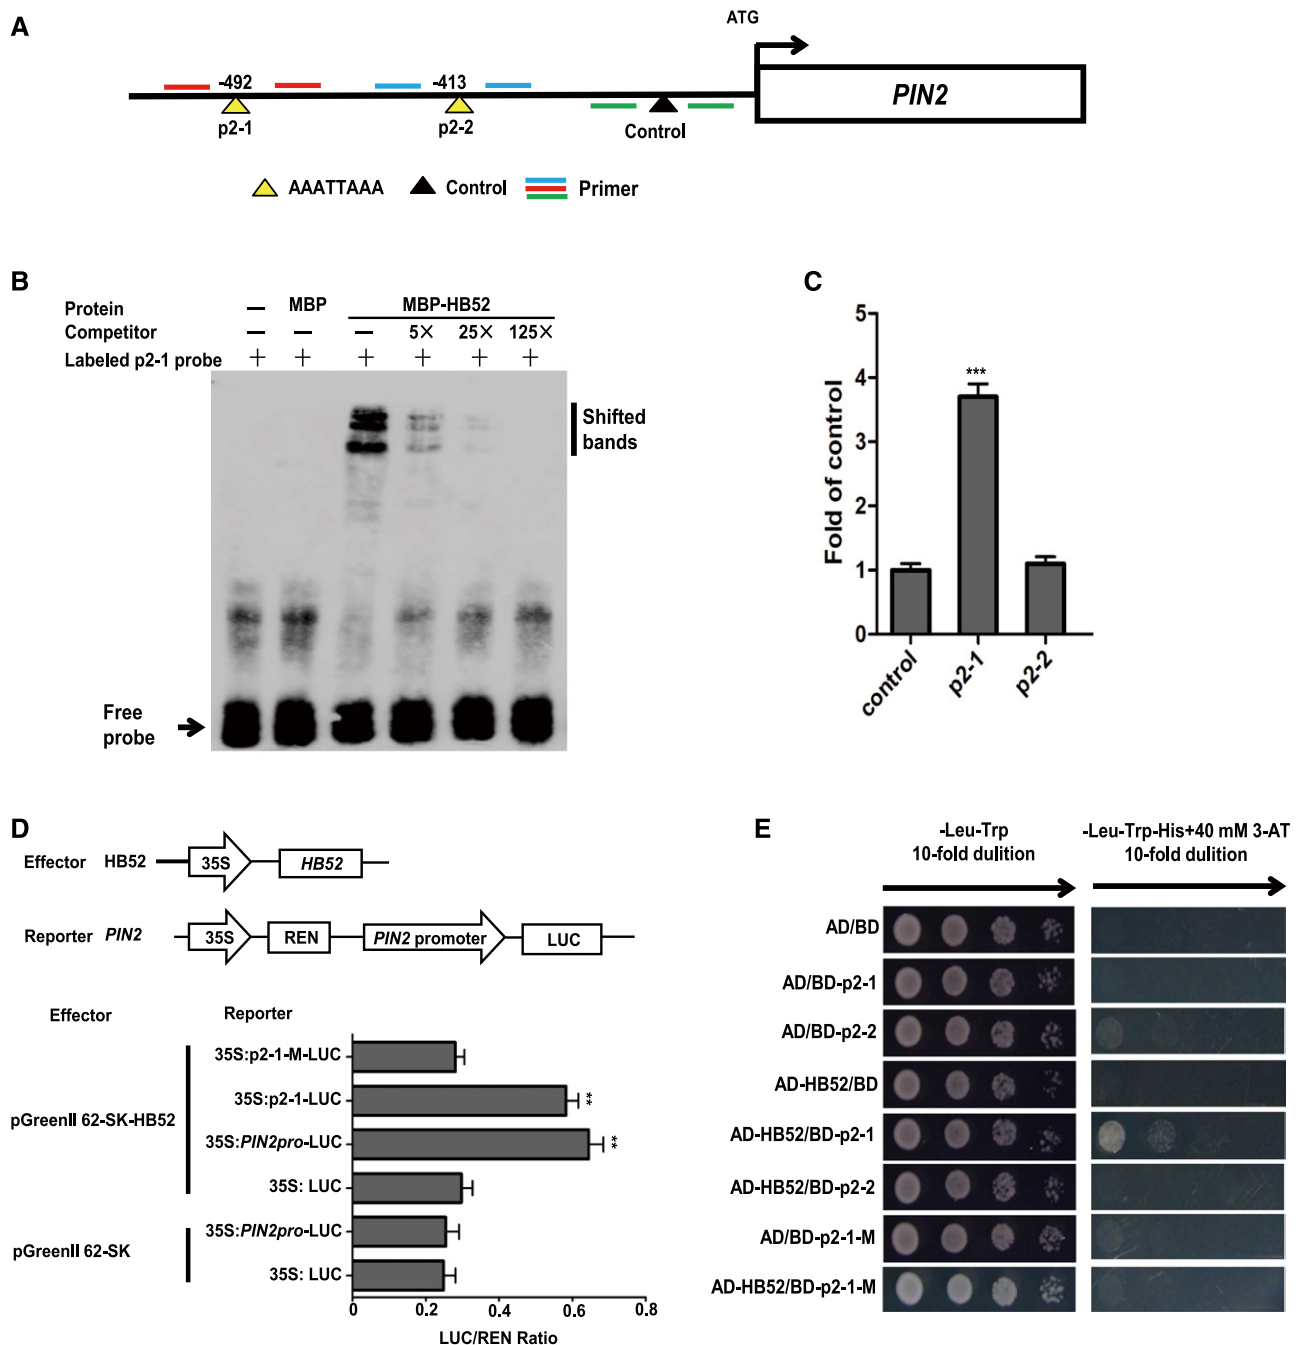 A
ATG
-492
-413
PIN2
p2-1
p2-2
Control
AAATTAAA
Control
Primer
B
Protein — MBP MBP-HB52
Competitor — — — 5× 25× 125×
Labeled p2-1 probe + + + + + +
Shifted
bands
Free
probe
C
Fold of control
5
4
3
2
1
0
***
control
p2-1
p2-2
D
Effector HB52 35S HB52
Reporter PIN2 35S REN PIN2 promoter LUC
Effector
Reporter
35S:p2-1-M-LUC
35S:p2-1-LUC **
pGreenII 62-SK-HB52
35S:PIN2pro-LUC **
35S: LUC
35S:PIN2pro-LUC
pGreenII 62-SK
35S: LUC
0 0.2 0.4 0.6 0.8
LUC/REN Ratio
E
-Leu-Trp
10-fold dulition
-Leu-Trp-His+40 mM 3-AT
10-fold dulition
AD/BD
AD/BD-p2-1
AD/BD-p2-2
AD-HB52/BD
AD-HB52/BD-p2-1
AD-HB52/BD-p2-2
AD/BD-p2-1-M
AD-HB52/BD-p2-1-M